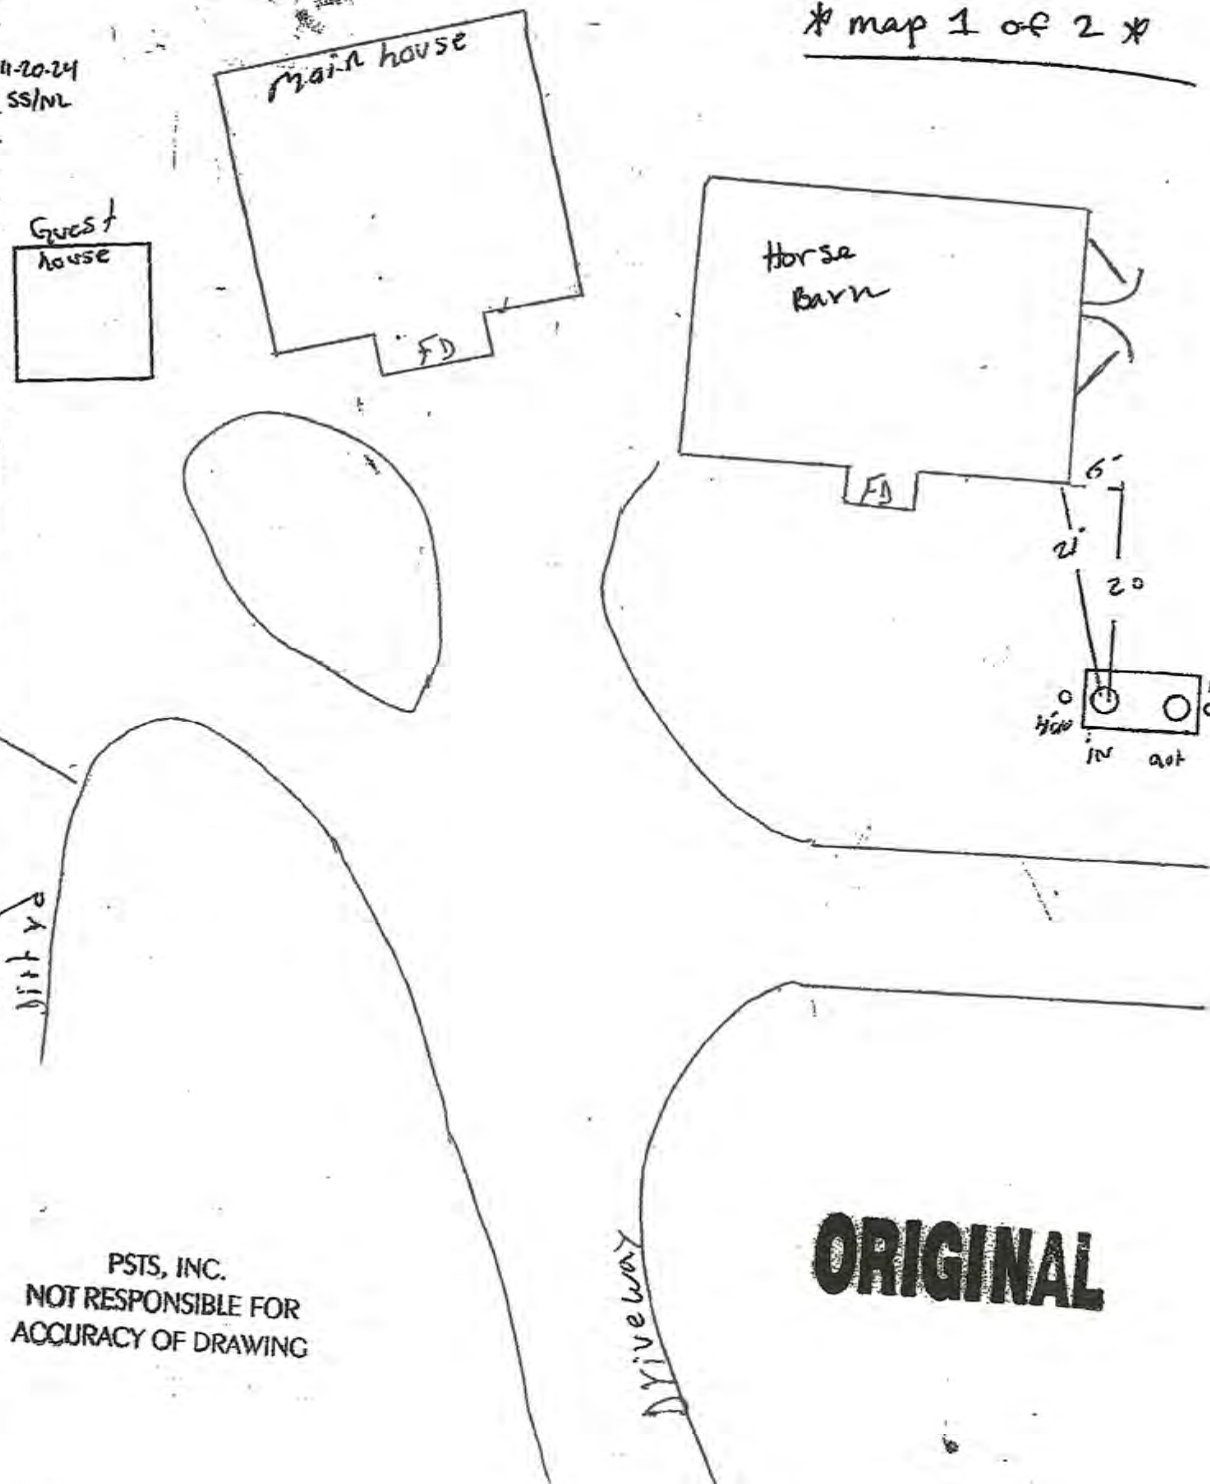 * map 1 of 2 *
11-20-24
SS/NL
main house
Guest
house
Horse
Barn
FD
FD
6'
21'
20
IN
out
Driveway
ORIGINAL
PSTS, INC.
NOT RESPONSIBLE FOR
ACCURACY OF DRAWING